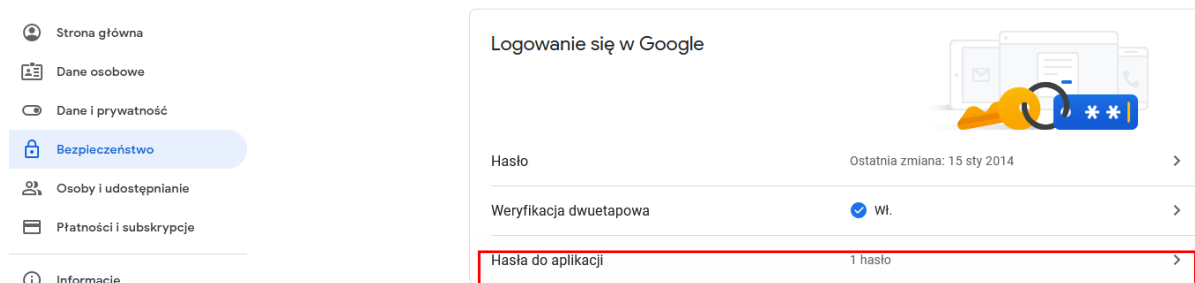 Strona główna
Dane osobowe
Dane i prywatność
Bezpieczeństwo
Osoby i udostępnianie
Płatności i subskrypcje
Informacje
Logowanie się w Google
**
Hasło Ostatnia zmiana: 15 sty 2014
Weryfikacja dwuetapowa Wł.
Hasła do aplikacji 1 hasło